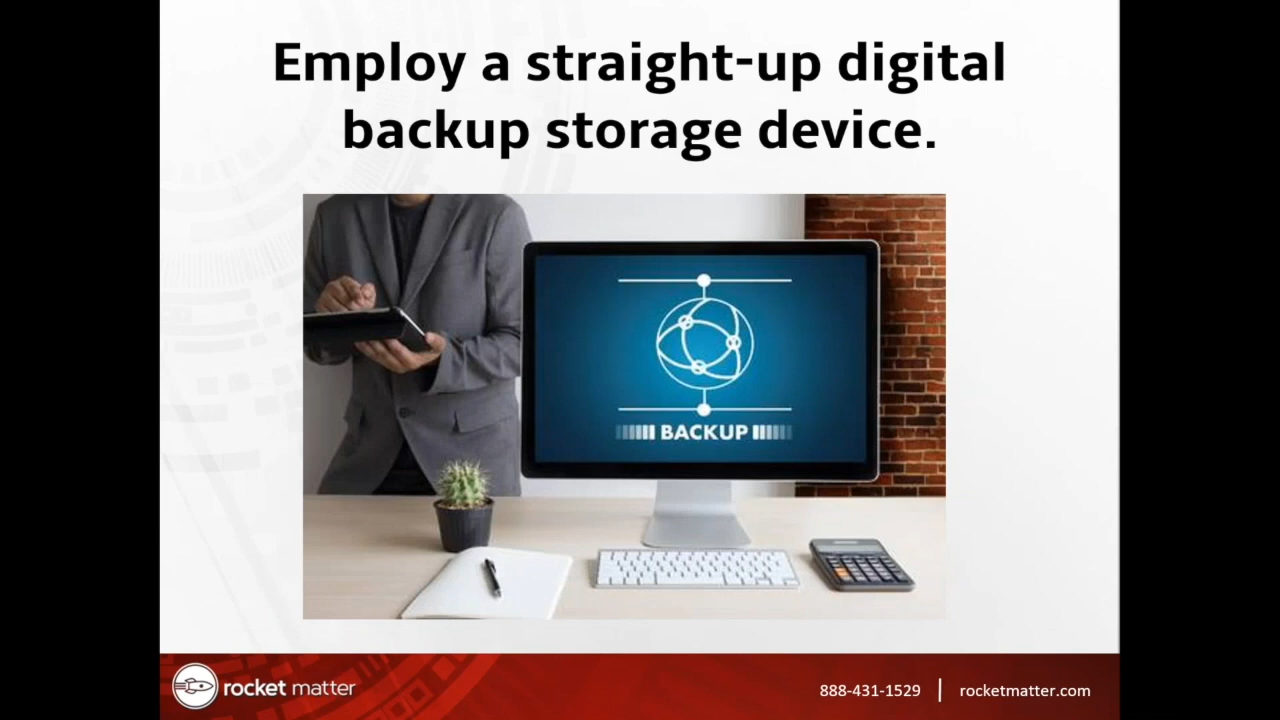 Employ a straight-up digital
backup storage device.
BACKUP
rocket matter
888-431-1529 | rocketmatter.com